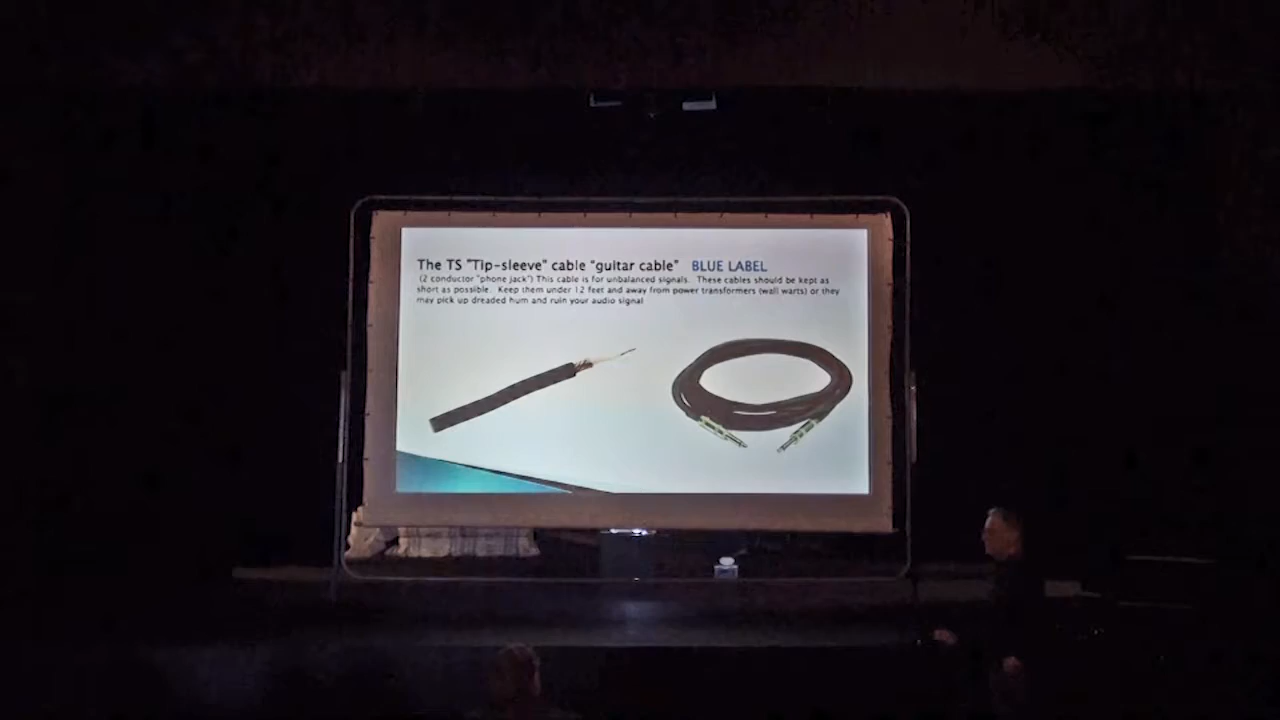 The TS "Tip-sleeve" cable "guitar cable" BLUE LABEL
(2 conductor "phone jack") This cable is for unbalanced signals. These cables should be kept as
short as possible. Keep them under 12 feet and away from power transformers (wall warts) or they
may pick up dreaded hum and ruin your audio signal